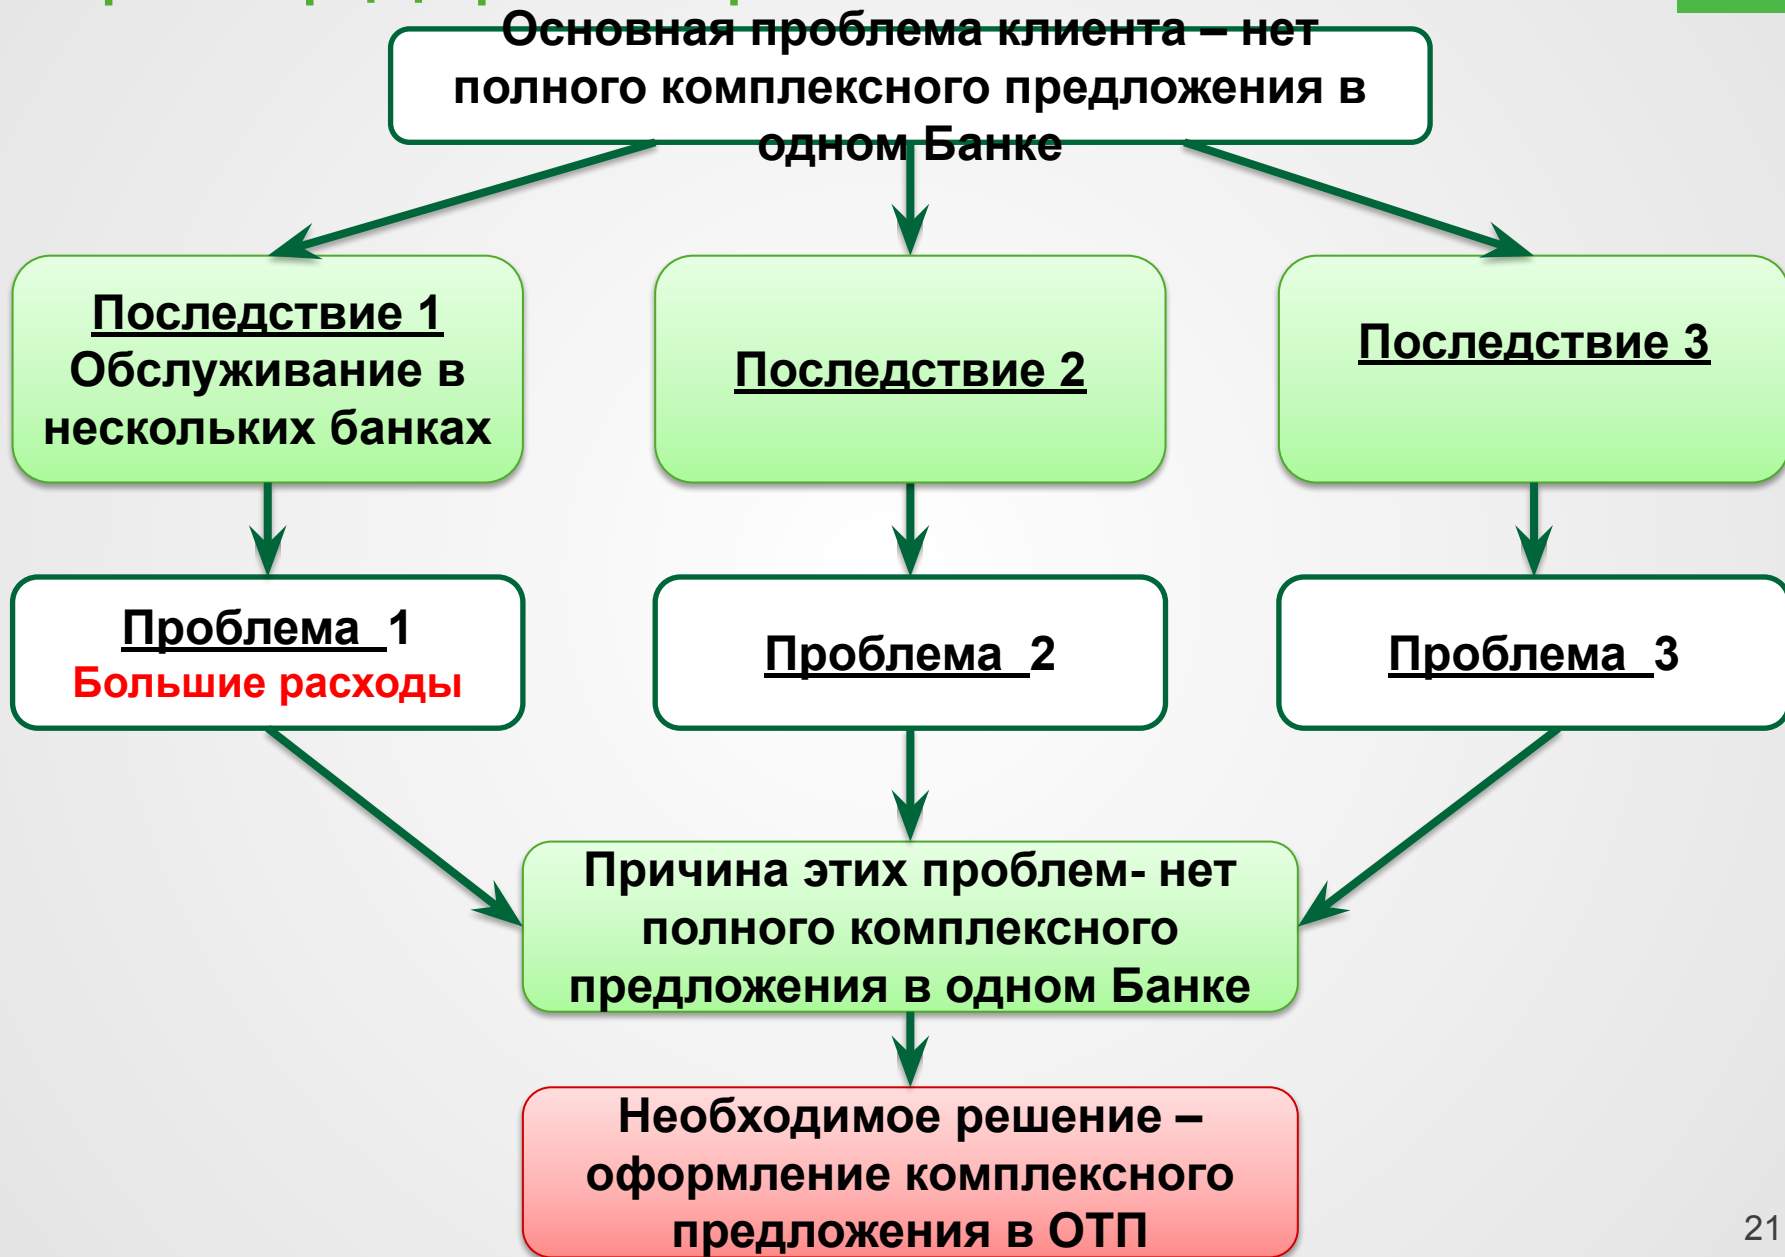 Основная проблема клиента – нет
полного комплексного предложения в
одном Банке
Последствие 1
Обслуживание в
нескольких банках
Последствие 2
Последствие 3
Проблема 1
Большие расходы
Проблема 2
Проблема 3
Причина этих проблем- нет
полного комплексного
предложения в одном Банке
Необходимое решение –
оформление комплексного
предложения в ОТП
21